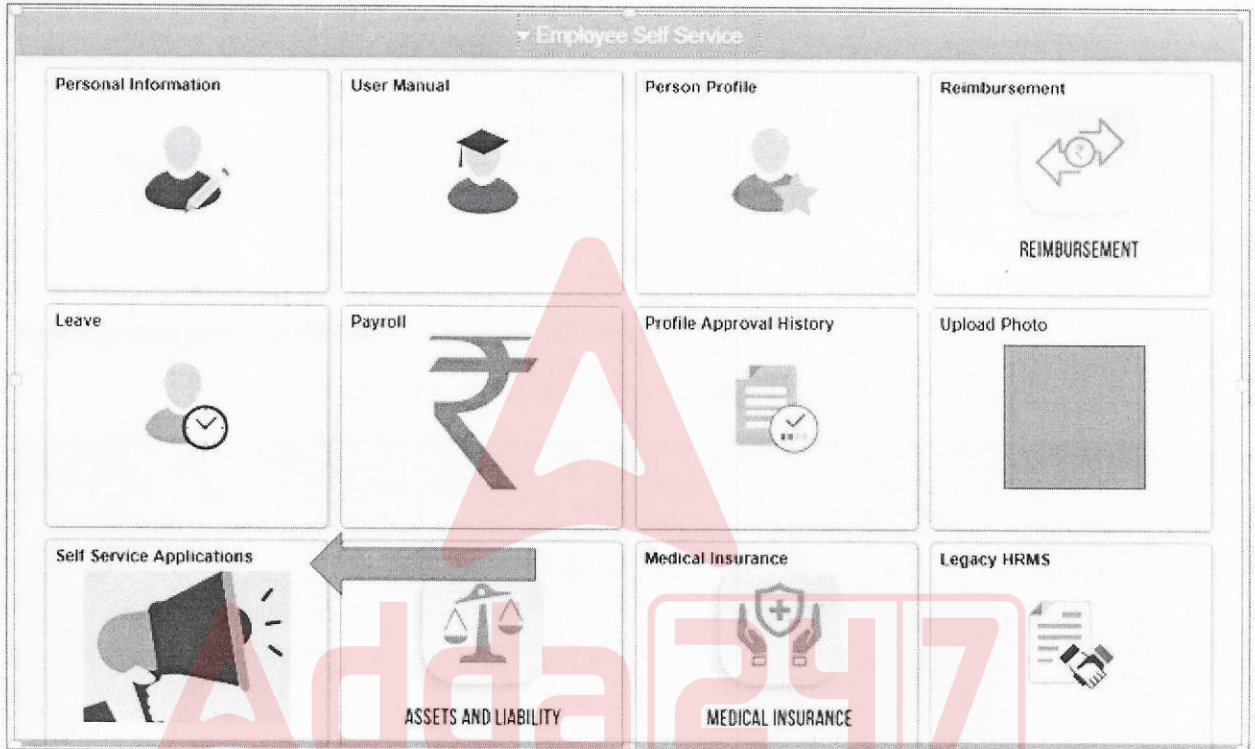 Employee Self Service
Personal Information
User Manual
Person Profile
Reimbursement
REIMBURSEMENT
Leave
Payroll
Profile Approval History
Upload Photo
Self Service Applications
Medical Insurance
Legacy HRMS
ASSETS AND LIABILITY
MEDICAL INSURANCE
Adda247